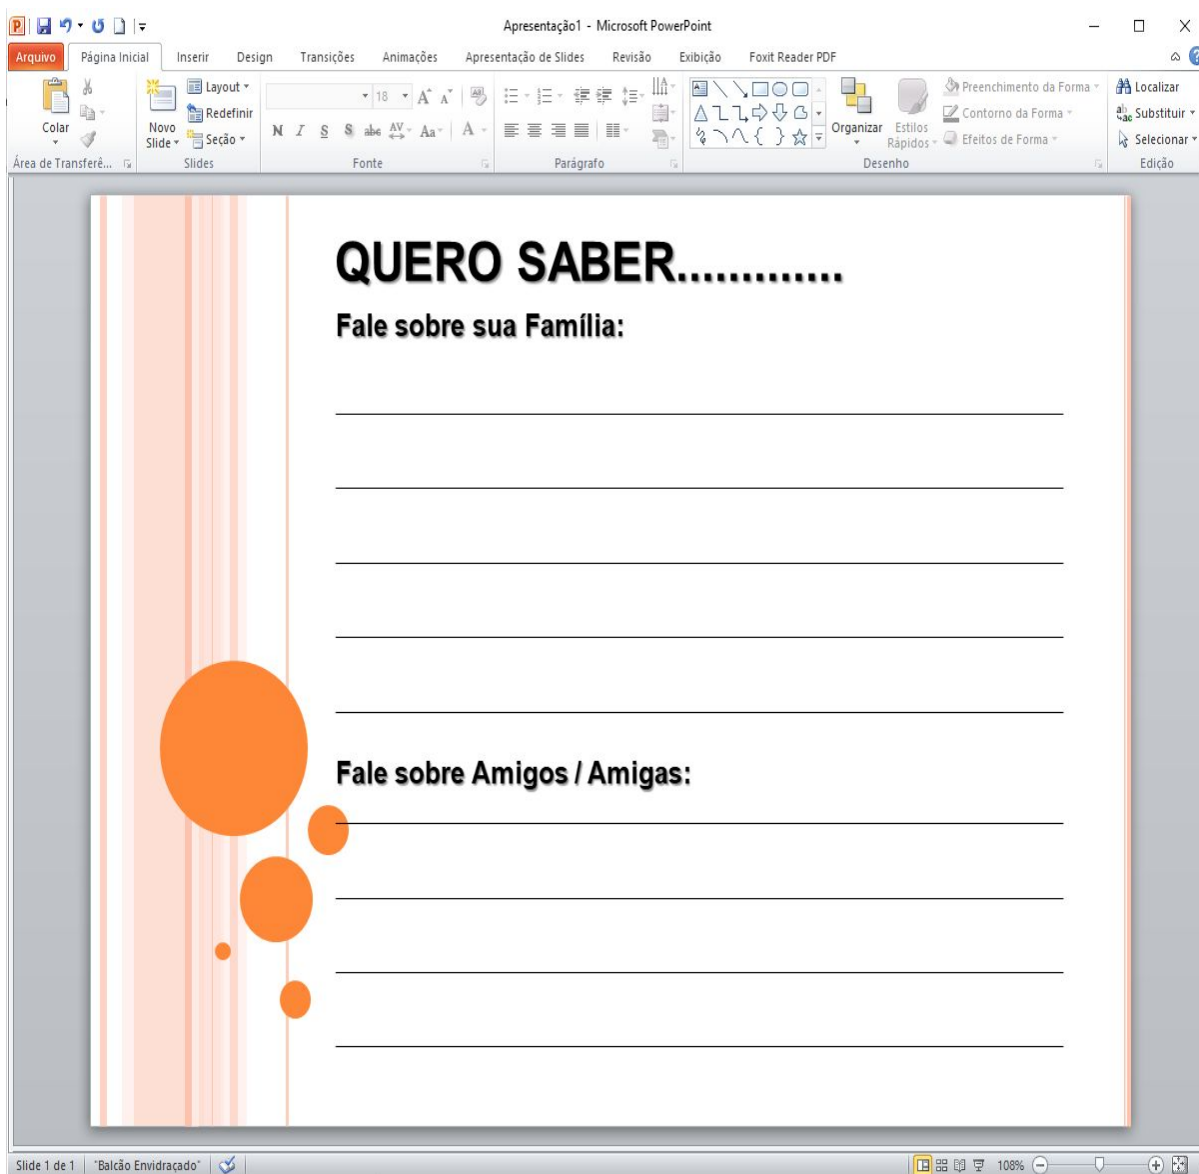 Apresentação1 - Microsoft PowerPoint
Arquivo Página Inicial Inserir Design Transições Animações Apresentação de Slides Revisão Exibição Foxit Reader PDF
Colar
Área de Transferê...
Novo Slide
Layout
Redefinir
Seção
Slides
18
N I S S abc AV Aa A
Fonte
Parágrafo
Organizar
Estilos Rápidos
Preenchimento da Forma
Contorno da Forma
Efeitos de Forma
Desenho
Localizar
Substituir
Selecionar
Edição
QUERO SABER.............
Fale sobre sua Família:
Fale sobre Amigos / Amigas:
Slide 1 de 1 "Balcão Envidraçado" 108%